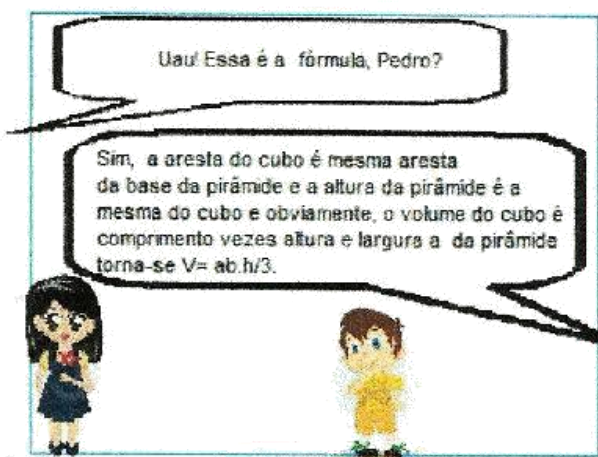 Uau! Essa é a fórmula, Pedro?
Sim, a aresta do cubo é mesma aresta
da base da pirâmide e a altura da pirâmide é a
mesma do cubo e obviamente, o volume do cubo é
comprimento vezes altura e largura a da pirâmide
torna-se V= ab.h/3.